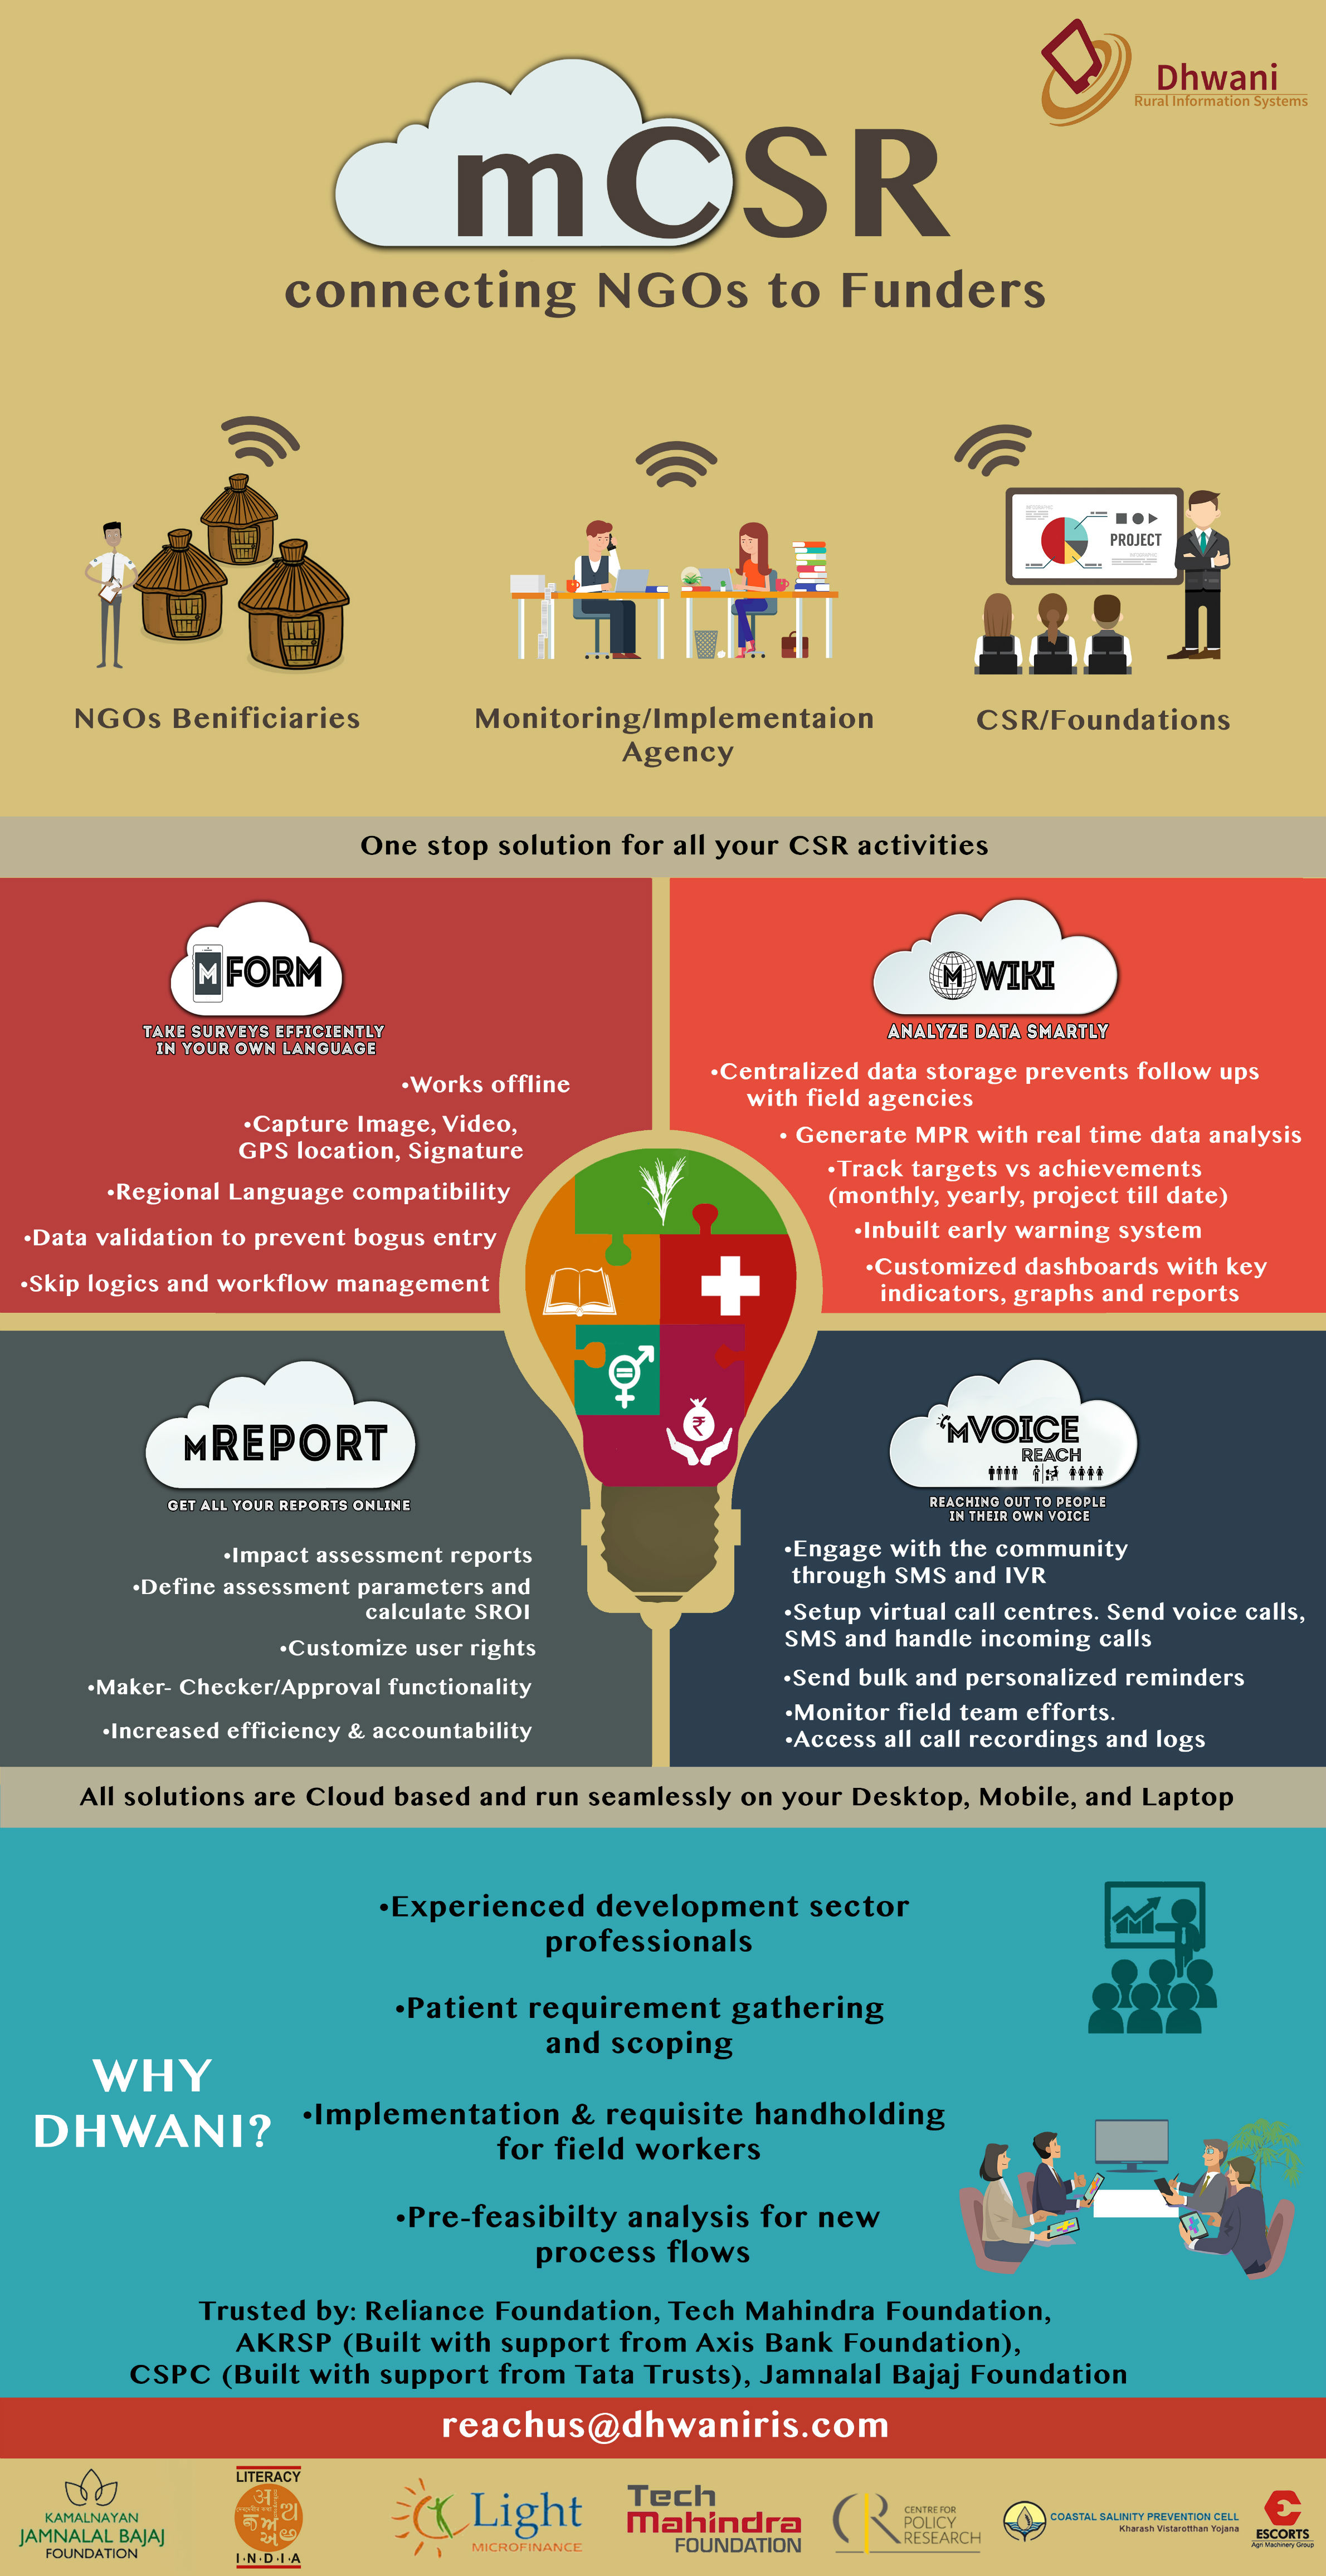 Dhwani
Rural Information Systems
mCSR
connecting NGOs to Funders
INFOGRAPHIC
PROJECT
INFOGRAPHIC
NGOs Benificiaries
Monitoring/Implementaion
Agency
CSR/Foundations
One stop solution for all your CSR activities
M FORM
TAKE SURVEYS EFFICIENTLY
IN YOUR OWN LANGUAGE
•Works offline
•Capture Image, Video,
GPS location, Signature
•Regional Language compatibility
•Data validation to prevent bogus entry
•Skip logics and workflow management
M WIKI
ANALYZE DATA SMARTLY
•Centralized data storage prevents follow ups
with field agencies
• Generate MPR with real time data analysis
•Track targets vs achievements
(monthly, yearly, project till date)
•Inbuilt early warning system
•Customized dashboards with key
indicators, graphs and reports
₹
MREPORT
GET ALL YOUR REPORTS ONLINE
•Impact assessment reports
•Define assessment parameters and
calculate SROI
•Customize user rights
•Maker- Checker/Approval functionality
•Increased efficiency & accountability
MVOICE
REACH
REACHING OUT TO PEOPLE
IN THEIR OWN VOICE
•Engage with the community
through SMS and IVR
•Setup virtual call centres. Send voice calls,
SMS and handle incoming calls
•Send bulk and personalized reminders
•Monitor field team efforts.
•Access all call recordings and logs
All solutions are Cloud based and run seamlessly on your Desktop, Mobile, and Laptop
WHY
DHWANI?
•Experienced development sector
professionals
•Patient requirement gathering
and scoping
•Implementation & requisite handholding
for field workers
•Pre-feasibilty analysis for new
process flows
Trusted by: Reliance Foundation, Tech Mahindra Foundation,
AKRSP (Built with support from Axis Bank Foundation),
CSPC (Built with support from Tata Trusts), Jamnalal Bajaj Foundation
reachus@dhwaniris.com
KAMALNAYAN
JAMNALAL BAJAJ
FOUNDATION
LITERACY
I·N·D·I·A
Light
MICROFINANCE
Tech
Mahindra
FOUNDATION
CENTRE FOR
POLICY
RESEARCH
COASTAL SALINITY PREVENTION CELL
Kharash Vistarotthan Yojana
ESCORTS
Agri Machinery Group